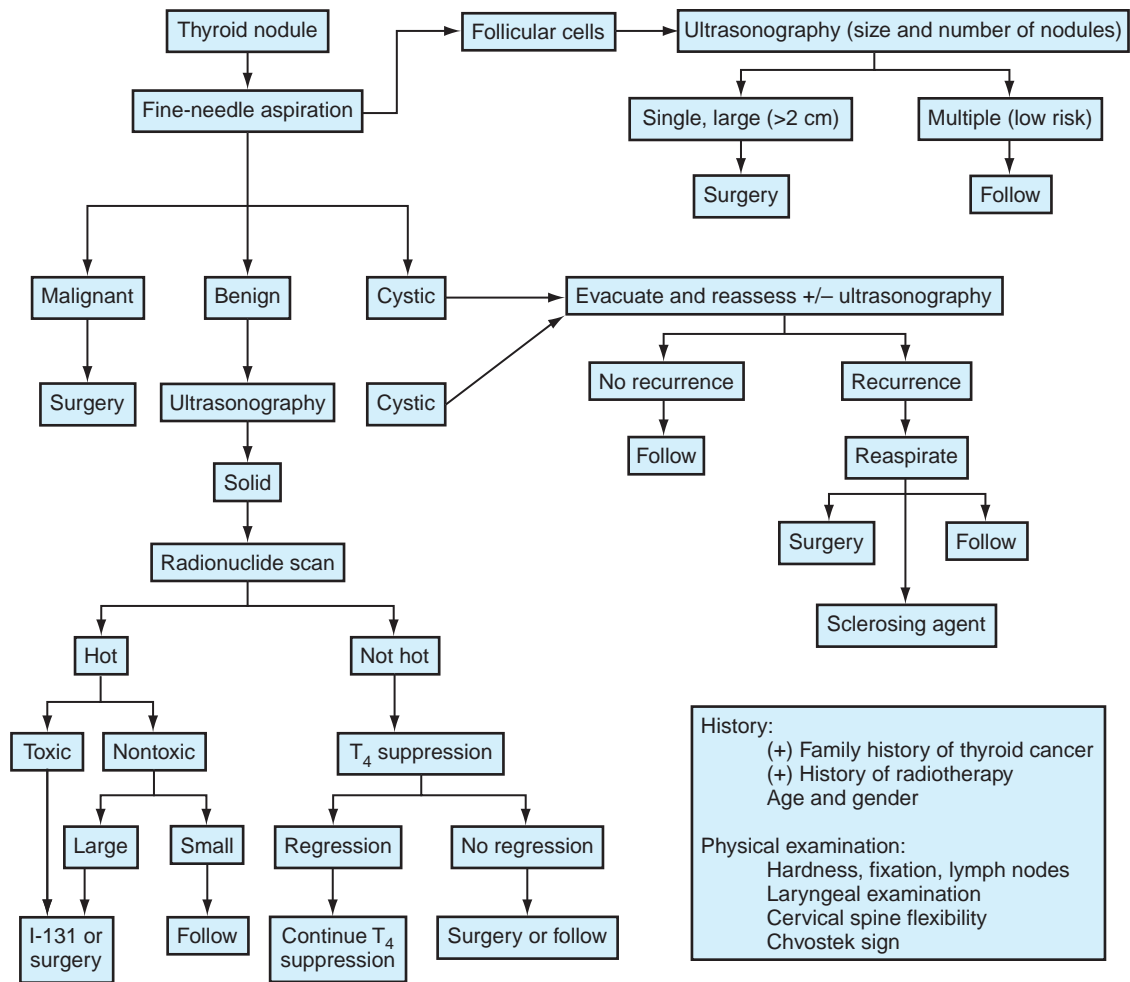 Thyroid nodule
Follicular cells
Ultrasonography (size and number of nodules)
Fine-needle aspiration
Single, large (>2 cm)
Multiple (low risk)
Surgery
Follow
Malignant
Benign
Cystic
Evacuate and reassess +/– ultrasonography
Surgery
Ultrasonography
Cystic
No recurrence
Recurrence
Follow
Reaspirate
Solid
Surgery
Follow
Radionuclide scan
Sclerosing agent
Hot
Not hot
Toxic
Nontoxic
T4 suppression
Large
Small
Regression
No regression
I-131 or
surgery
Follow
Continue T4
suppression
Surgery or follow
History:
(+) Family history of thyroid cancer
(+) History of radiotherapy
Age and gender
Physical examination:
Hardness, fixation, lymph nodes
Laryngeal examination
Cervical spine flexibility
Chvostek sign